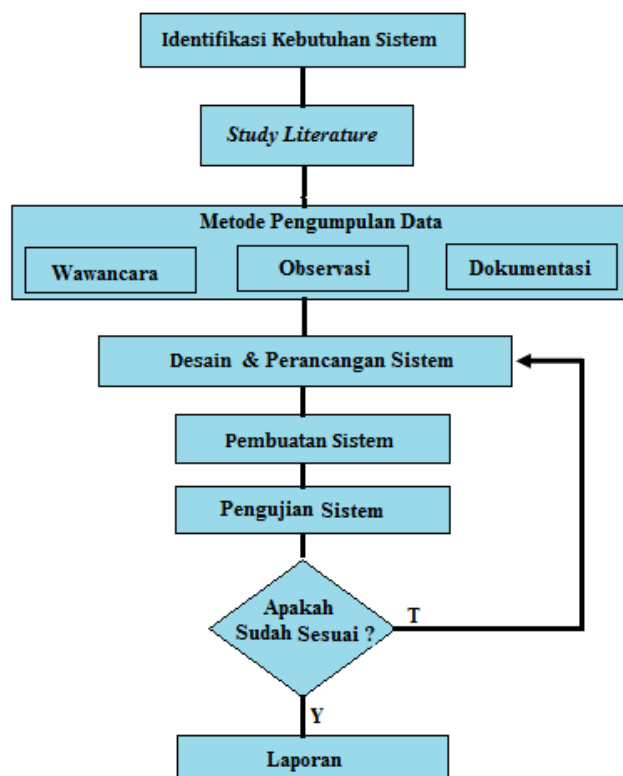 Identifikasi Kebutuhan Sistem
Study Literature
Metode Pengumpulan Data
Wawancara
Observasi
Dokumentasi
Desain & Perancangan Sistem
Pembuatan Sistem
Pengujian Sistem
Apakah
Sudah Sesuai ?
T
Y
Laporan